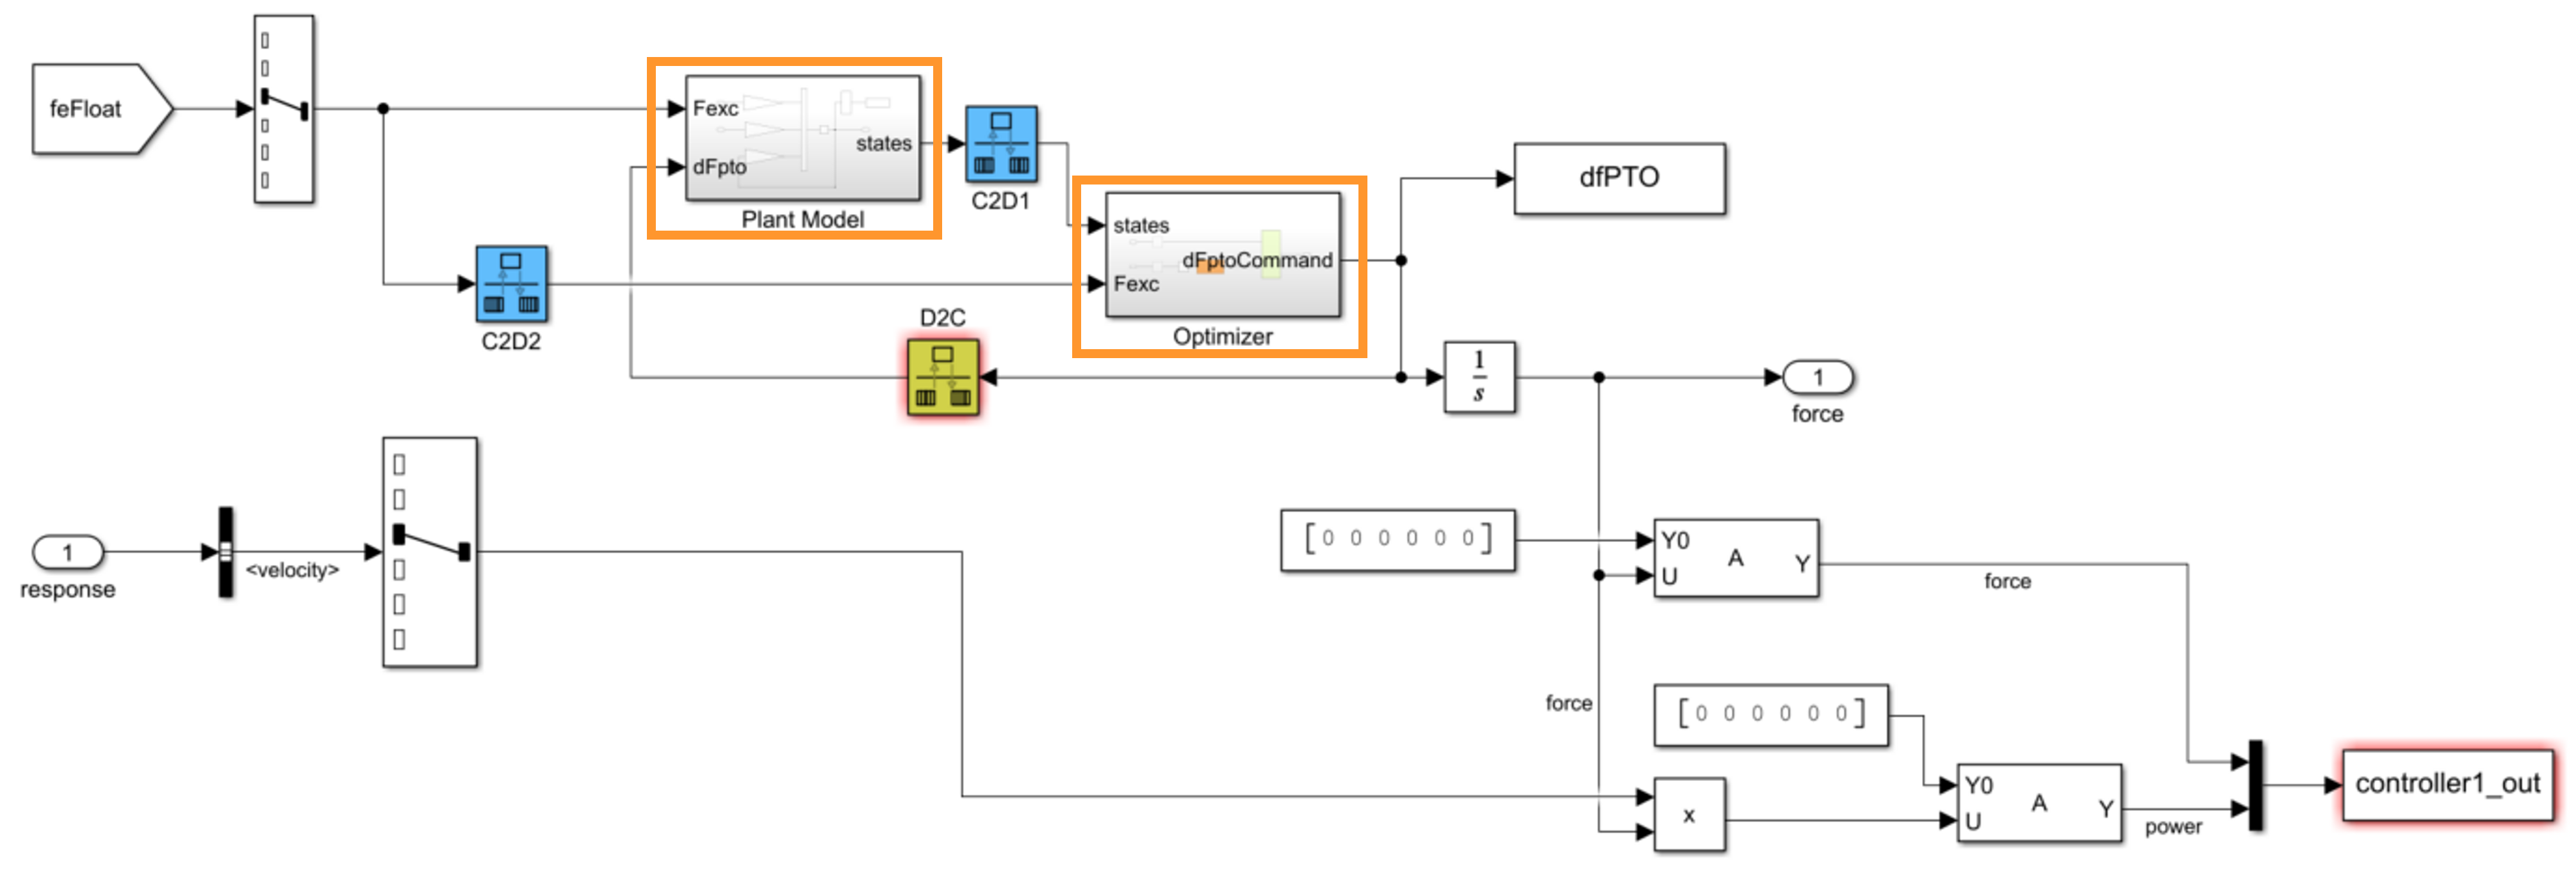 feFloat
Fexc
dFpto
states
Plant Model
C2D1
C2D2
states
Fexc
dFptoCommand
Optimizer
dfPTO
D2C
1
s
1
force
1
response
<velocity>
[ 0 0 0 0 0 0 ]
Y0
U
A
Y
force
force
[ 0 0 0 0 0 0 ]
x
Y0
U
A
Y
power
controller1_out